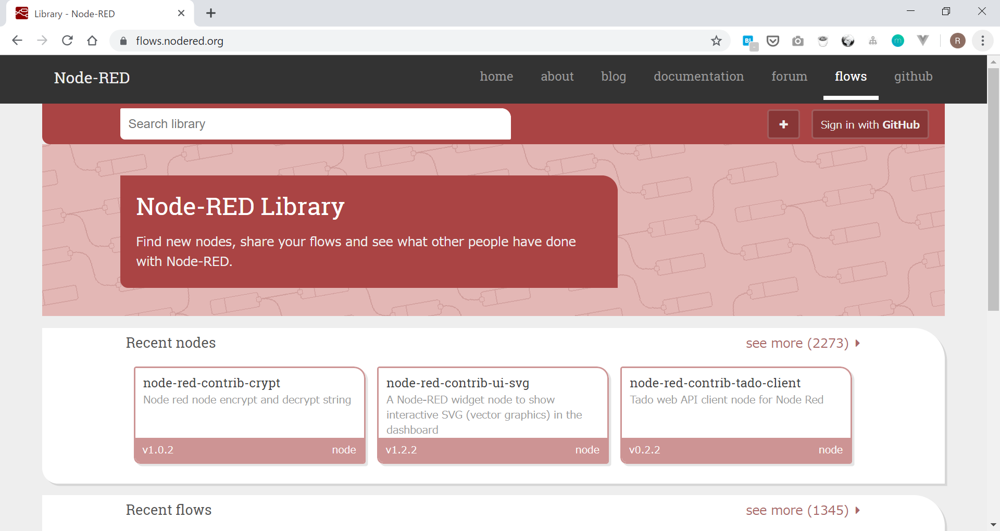 Library - Node-RED
flows.nodered.org
B!
m
R
Node-RED
home
about
blog
documentation
forum
flows
github
Search library
+
Sign in with GitHub
Node-RED Library
Find new nodes, share your flows and see what other people have done
with Node-RED.
Recent nodes
see more (2273)
node-red-contrib-crypt
Node red node encrypt and decrypt string
v1.0.2
node
node-red-contrib-ui-svg
A Node-RED widget node to show
interactive SVG (vector graphics) in the
dashboard
v1.2.2
node
node-red-contrib-tado-client
Tado web API client node for Node Red
v0.2.2
node
Recent flows
see more (1345)